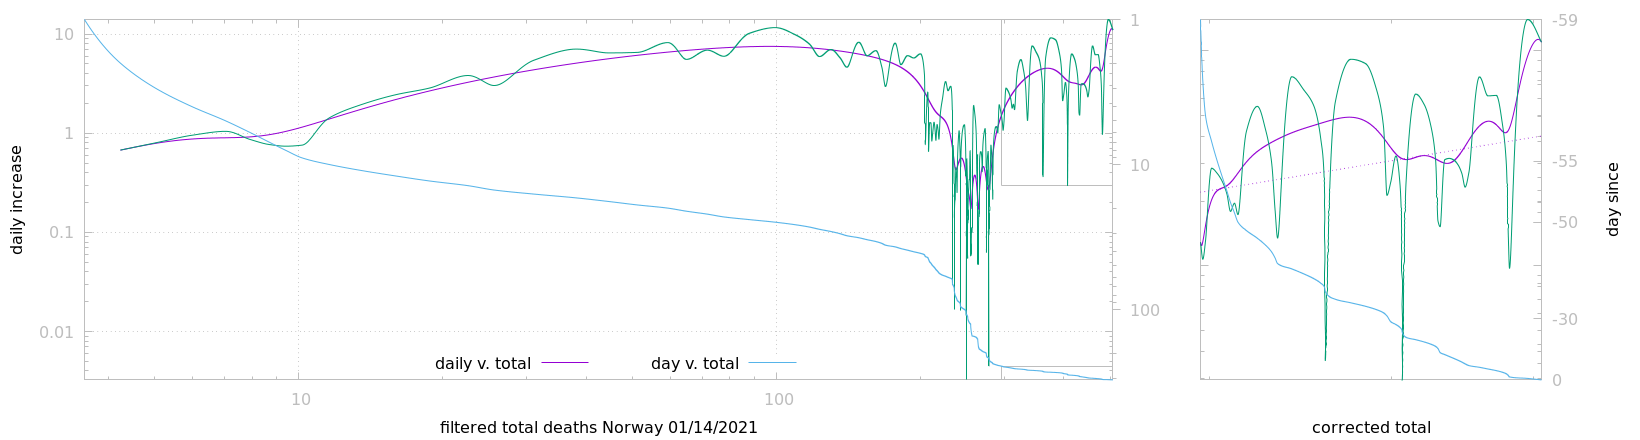 10
1
0.1
0.01
daily increase
daily v. total
day v. total
10
100
filtered total deaths Norway 01/14/2021
1
10
100
-59
-55
-50
-30
0
day since
corrected total